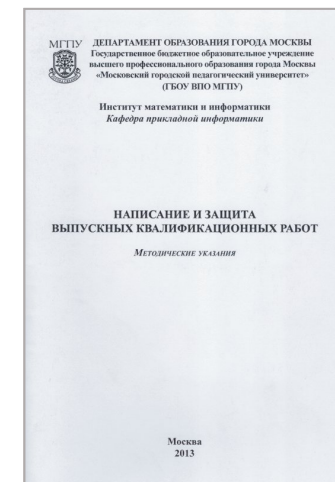 МГПУ
ДЕПАРТАМЕНТ ОБРАЗОВАНИЯ ГОРОДА МОСКВЫ
Государственное бюджетное образовательное учреждение
высшего профессионального образования города Москвы
«Московский городской педагогический университет»
(ГБОУ ВПО МГПУ)
Институт математики и информатики
Кафедра прикладной информатики
НАПИСАНИЕ И ЗАЩИТА
ВЫПУСКНЫХ КВАЛИФИКАЦИОННЫХ РАБОТ
МЕТОДИЧЕСКИЕ УКАЗАНИЯ
Москва
2013